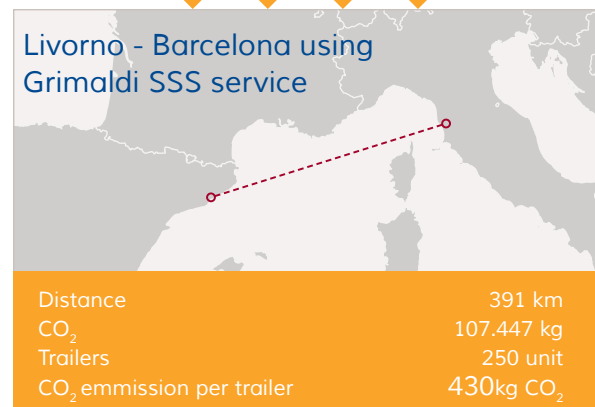 Livorno - Barcelona using
Grimaldi SSS service
Distance 391 km
CO₂ 107.447 kg
Trailers 250 unit
CO₂ emmission per trailer 430kg CO₂